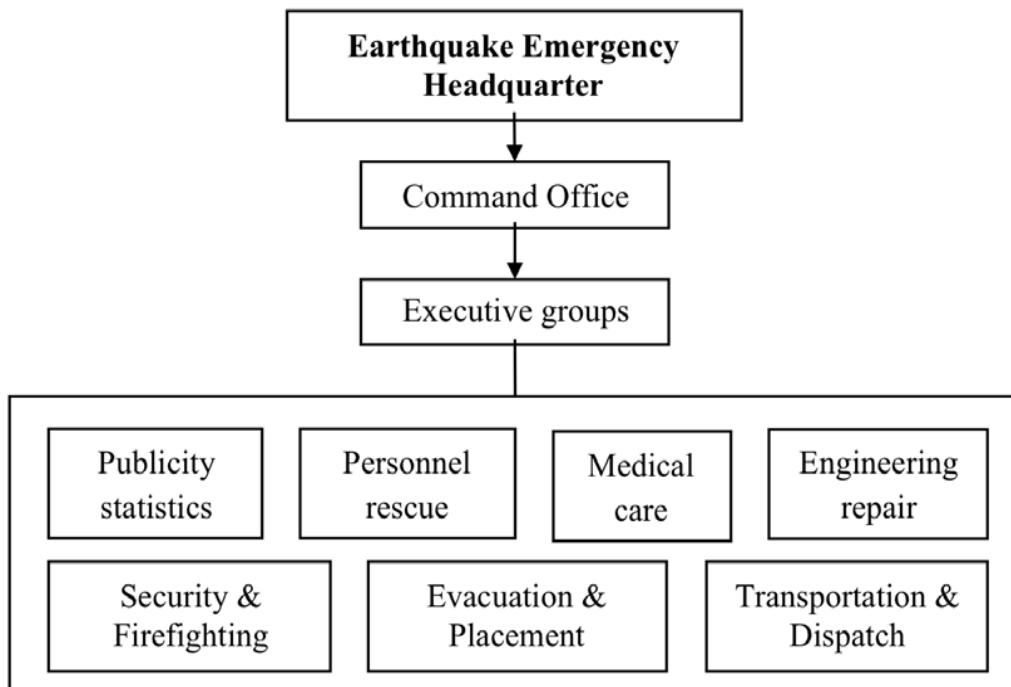 Earthquake Emergency
Headquarter
Command Office
Executive groups
Publicity
statistics
Personnel
rescue
Medical
care
Engineering
repair
Security &
Firefighting
Evacuation &
Placement
Transportation &
Dispatch